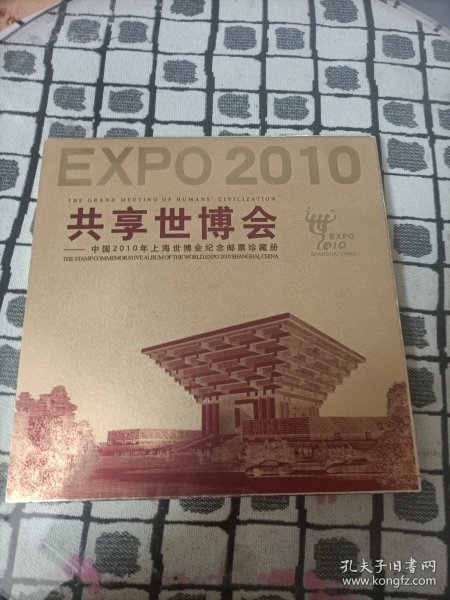 EXPO 2010
THE GRAND MEETING OF HUMANS' CIVILIZATION
共享世博会
——中国2010年上海世博会纪念邮票珍藏册
THE STAMP COMMEMORATIVE ALBUM OF THE WORLD EXPO 2010 SHANGHAI CHINA
EXPO
2010
SHANGHAI CHINA
孔夫子旧书网
www.kongfz.com